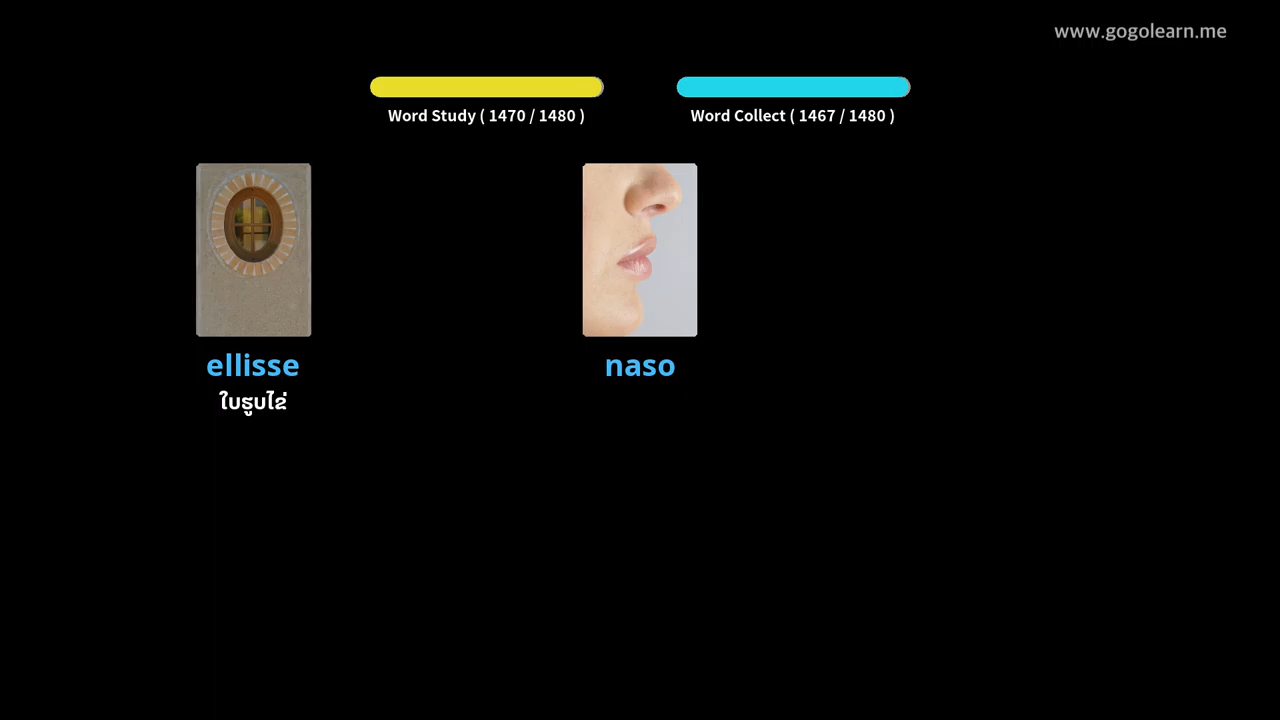 www.gogolearn.me
Word Study ( 1470 / 1480 )
Word Collect ( 1467 / 1480 )
ellisse
naso
ໃບຮູບໄຂ່